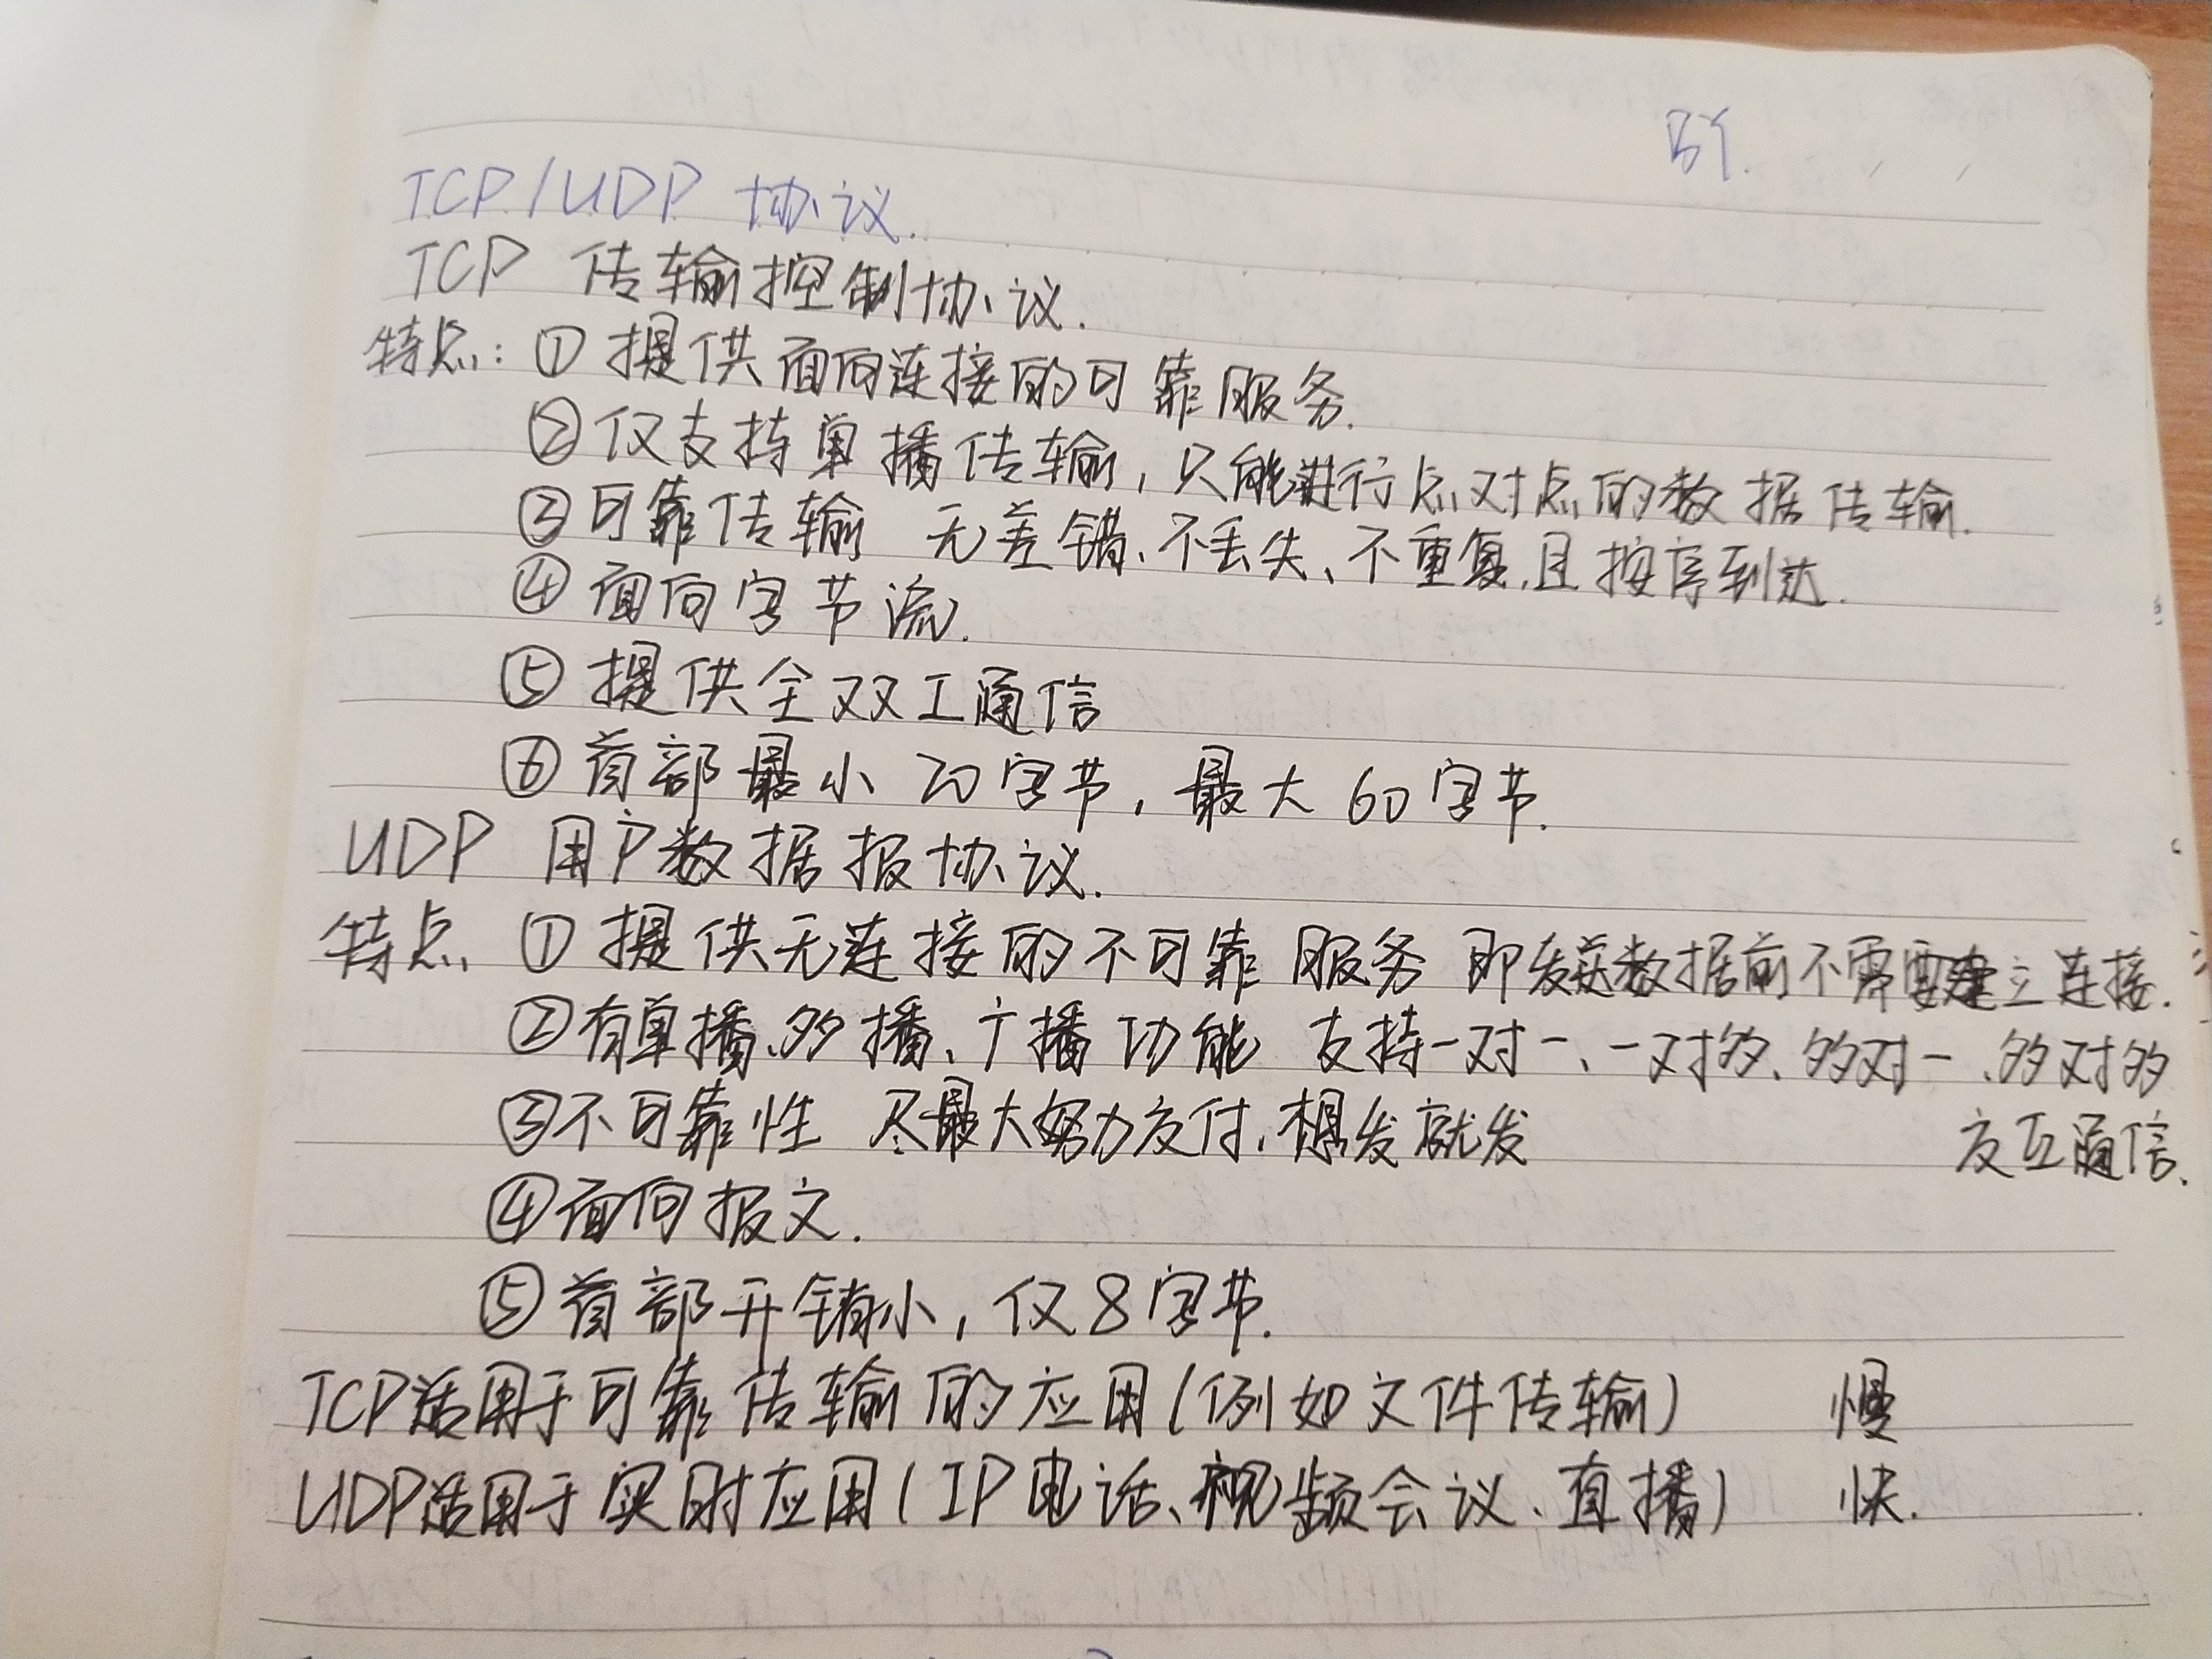 TCP/UDP 协议.
TCP 传输控制协议.
特点: ① 提供面向连接的可靠服务.
② 仅支持单播传输, 只能进行点对点的数据传输.
③ 可靠传输 无差错、不丢失、不重复, 且按序到达.
④ 面向字节流.
⑤ 提供全双工通信
⑥ 首部最小 20 字节, 最大 60 字节.
UDP 用户数据报协议.
特点、 ① 提供无连接的不可靠服务 即发送数据前不需要建立连接.
② 有单播、多播、广播功能 支持一对一、一对多、多对一、多对多
交互通信.
③ 不可靠性 尽最大努力交付, 想发就发
④ 面向报文.
⑤ 首部开销小, 仅8字节.
TCP适用于可靠传输的应用(例如文件传输) 慢
UDP适用于实时应用(IP电话、视频会议、直播) 快.